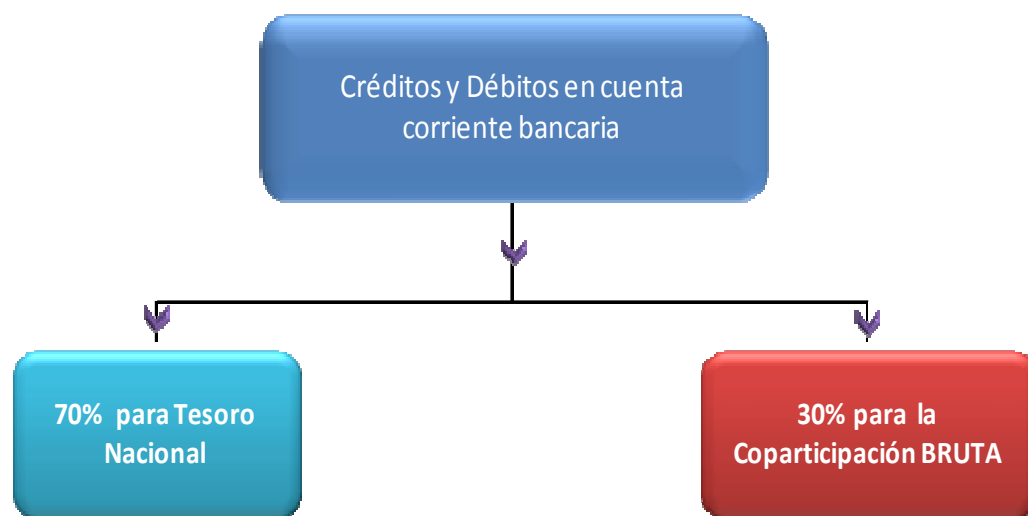 Créditos y Débitos en cuenta
corriente bancaria
70% para Tesoro
Nacional
30% para la
Coparticipación BRUTA